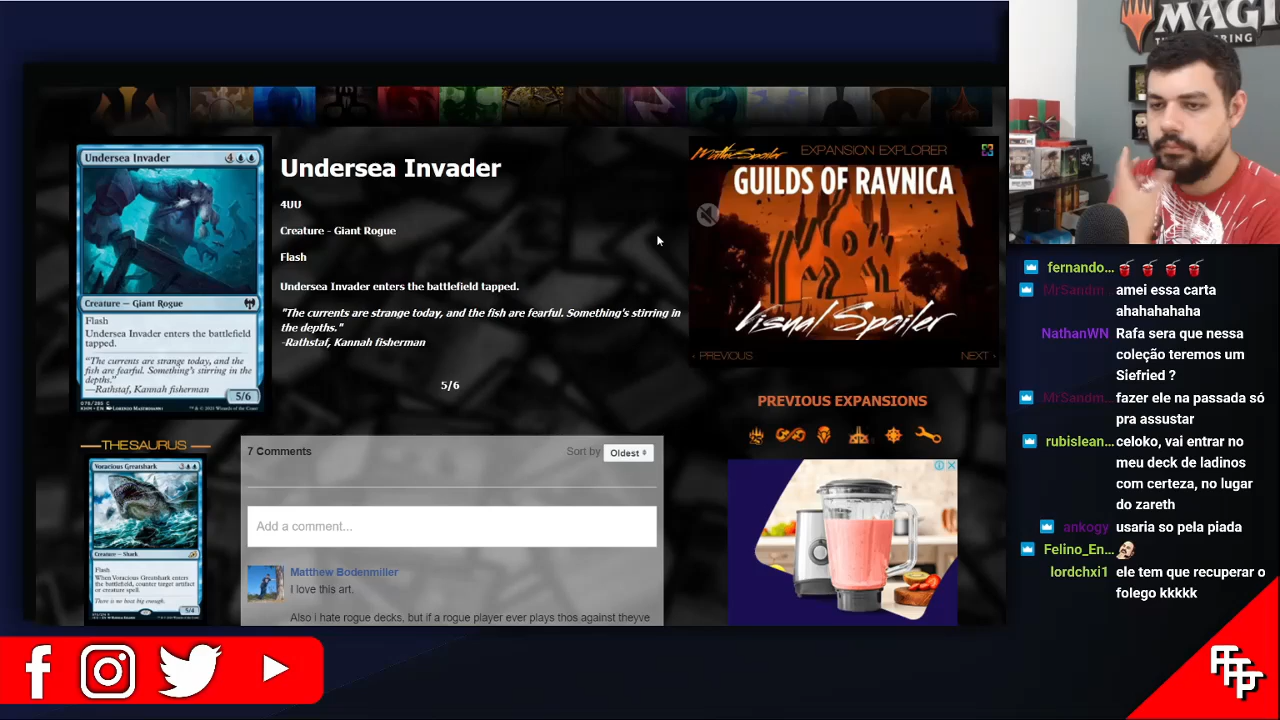 Undersea Invader 4
Creature — Giant Rogue
Flash
Undersea Invader enters the battlefield
tapped.
"The currents are strange today, and the
fish are fearful. Something's stirring in the
depths."
—Rathstaf, Kannah fisherman
5/6
Undersea Invader
4UU
Creature - Giant Rogue
Flash
Undersea Invader enters the battlefield tapped.
"The currents are strange today, and the fish are fearful. Something's stirring in
the depths."
-Rathstaf, Kannah fisherman
5/6
MythicSpoiler EXPANSION EXPLORER
GUILDS OF RAVNICA
Visual Spoiler
‹ PREVIOUS
NEXT ›
PREVIOUS EXPANSIONS
THESAURUS
Voracious Greatshark
Creature — Shark
Flash
When Voracious Greatshark enters
the battlefield, counter target artifact
or creature spell.
5/4
7 Comments
Sort by Oldest
Add a comment...
Matthew Bodenmiller
I love this art.
Also I hate rogue decks, but if a rogue player ever plays thos against theyve
MAGI
fernando...
MrSandm... amei essa carta
ahahahahaha
NathanWN Rafa sera que nessa
coleção teremos um
Siefried ?
MrSandm... fazer ele na passada só
pra assustar
rubislean... celoko, vai entrar no
meu deck de ladinos
com certeza, no lugar
do zareth
ankogy usaria so pela piada
Felino_En...
lordchxi1 ele tem que recuperar o
folego kkkkk